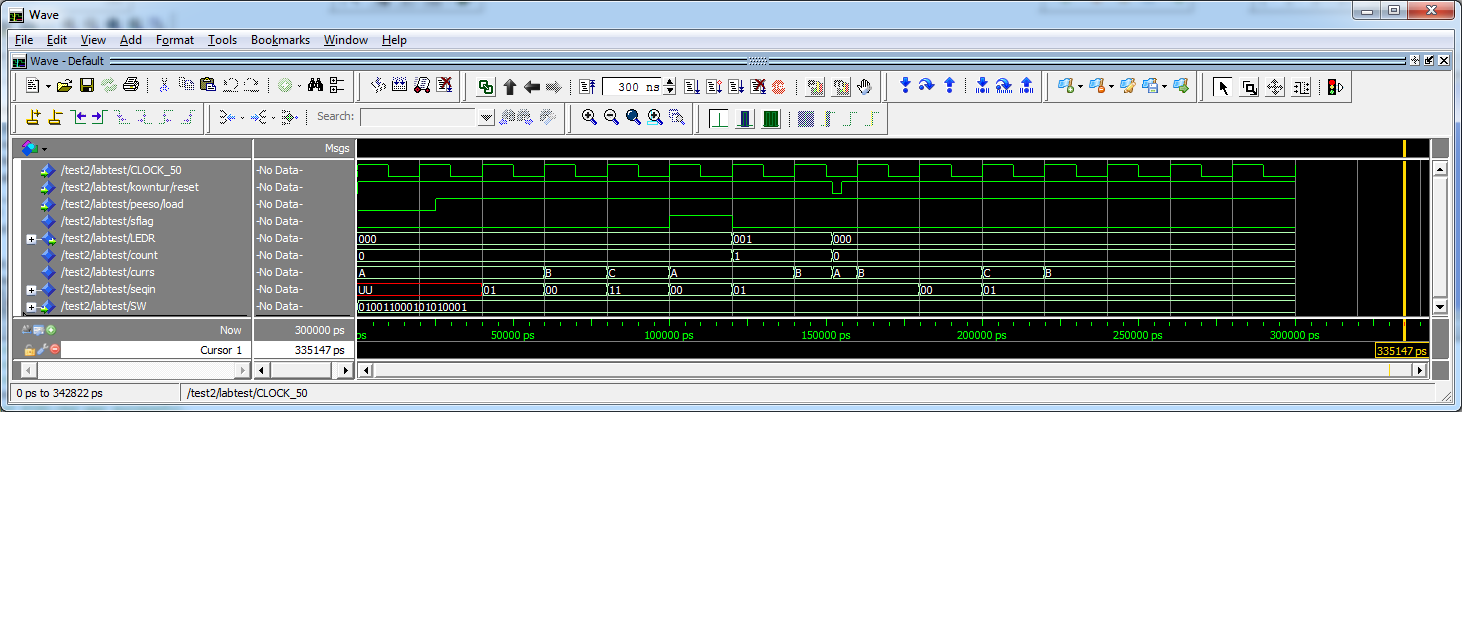 Wave
File Edit View Add Format Tools Bookmarks Window Help
Wave - Default
300 ns
Search:
Msgs
/test2/labtest/CLOCK_50 -No Data-
/test2/labtest/kowntur/reset -No Data-
/test2/labtest/peeso/load -No Data-
/test2/labtest/sflag -No Data-
/test2/labtest/LEDR -No Data- 000 001 000
/test2/labtest/count -No Data- 0 1 0
/test2/labtest/currs -No Data- A B C A B A B C B
/test2/labtest/seqin -No Data- UU 01 00 11 00 01 00 01
/test2/labtest/SW -No Data- 010011000101010001
Now 300000 ps ps 50000 ps 100000 ps 150000 ps 200000 ps 250000 ps 300000 ps
Cursor 1 335147 ps 335147 ps
0 ps to 342822 ps /test2/labtest/CLOCK_50